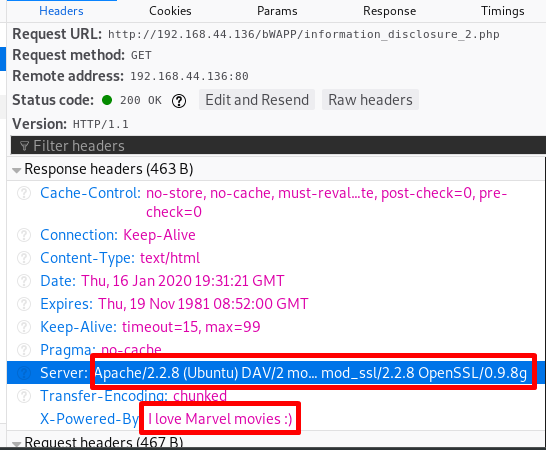 Headers Cookies Params Response Timings
Request URL: http://192.168.44.136/bWAPP/information_disclosure_2.php
Request method: GET
Remote address: 192.168.44.136:80
Status code: 200 OK ? Edit and Resend Raw headers
Version: HTTP/1.1
Filter headers
Response headers (463 B)
? Cache-Control: no-store, no-cache, must-reval...te, post-check=0, pre-
check=0
? Connection: Keep-Alive
? Content-Type: text/html
? Date: Thu, 16 Jan 2020 19:31:21 GMT
? Expires: Thu, 19 Nov 1981 08:52:00 GMT
? Keep-Alive: timeout=15, max=99
? Pragma: no-cache
? Server: Apache/2.2.8 (Ubuntu) DAV/2 mo... mod_ssl/2.2.8 OpenSSL/0.9.8g
? Transfer-Encoding: chunked
X-Powered-By: I love Marvel movies :)
Request headers (467 B)